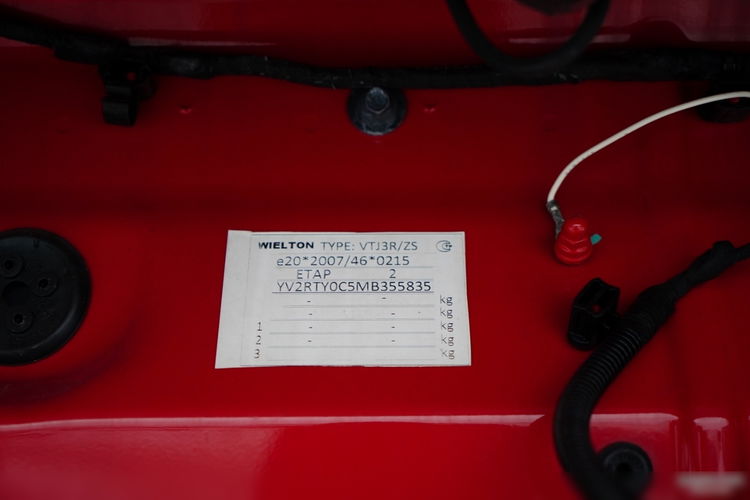 WIELTON TYPE: VTJ3R/ZS
e20*2007/46*0215
ETAP 2
YV2RTY0C5MB355835
- - kg
- - kg
1 - - kg
2 - - kg
3 kg